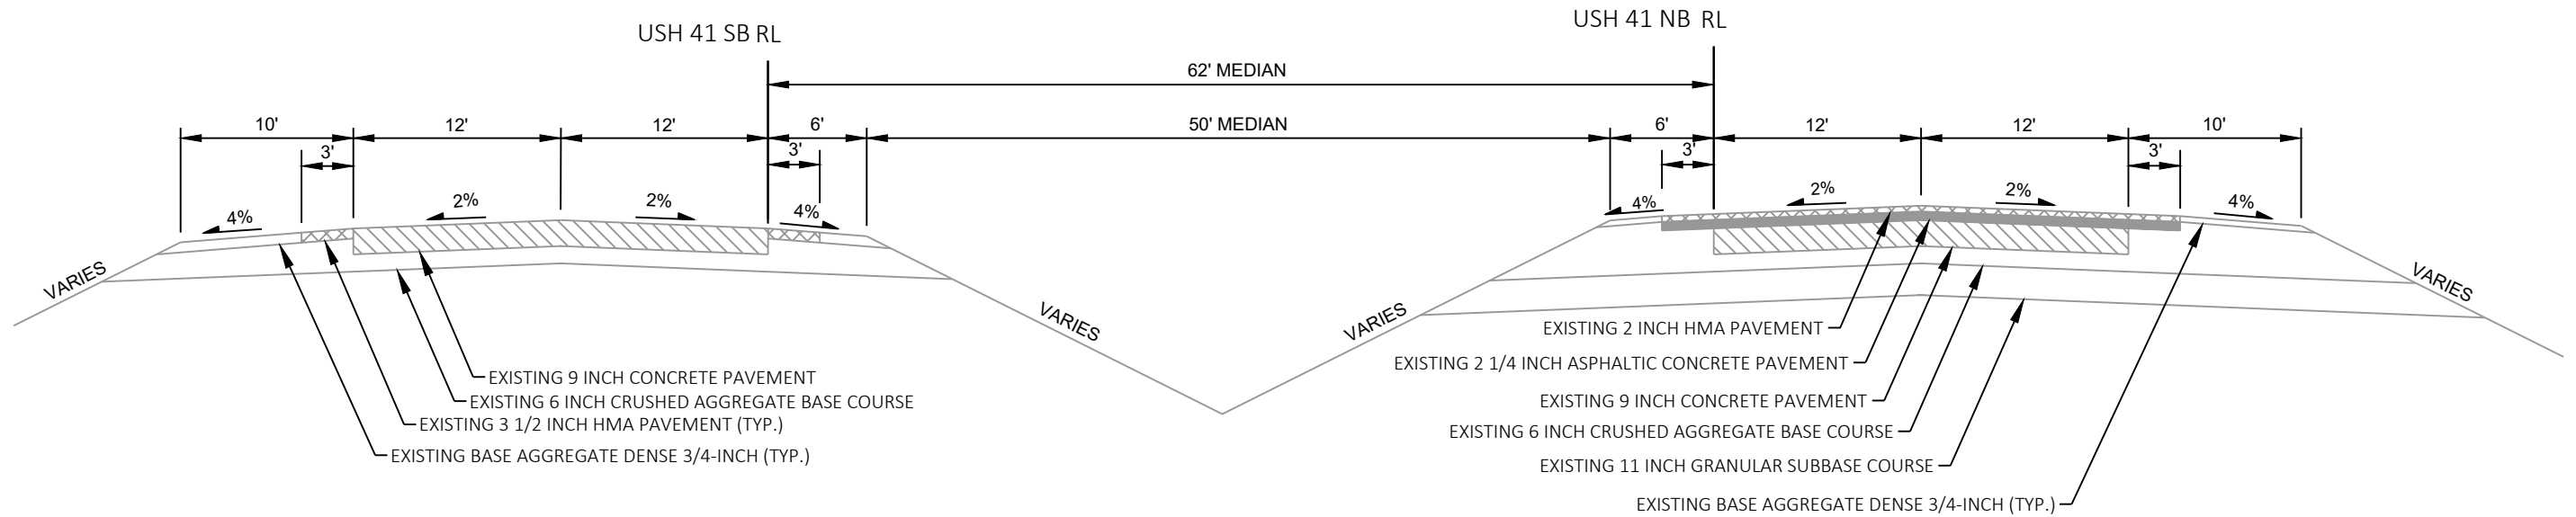 USH 41 SB RL
USH 41 NB RL
62' MEDIAN
10'
12'
12'
6'
50' MEDIAN
6'
12'
12'
10'
3'
3'
3'
3'
4%
2%
2%
4%
4%
2%
2%
4%
VARIES
VARIES
VARIES
VARIES
EXISTING 9 INCH CONCRETE PAVEMENT
EXISTING 6 INCH CRUSHED AGGREGATE BASE COURSE
EXISTING 3 1/2 INCH HMA PAVEMENT (TYP.)
EXISTING BASE AGGREGATE DENSE 3/4-INCH (TYP.)
EXISTING 2 INCH HMA PAVEMENT
EXISTING 2 1/4 INCH ASPHALTIC CONCRETE PAVEMENT
EXISTING 9 INCH CONCRETE PAVEMENT
EXISTING 6 INCH CRUSHED AGGREGATE BASE COURSE
EXISTING 11 INCH GRANULAR SUBBASE COURSE
EXISTING BASE AGGREGATE DENSE 3/4-INCH (TYP.)